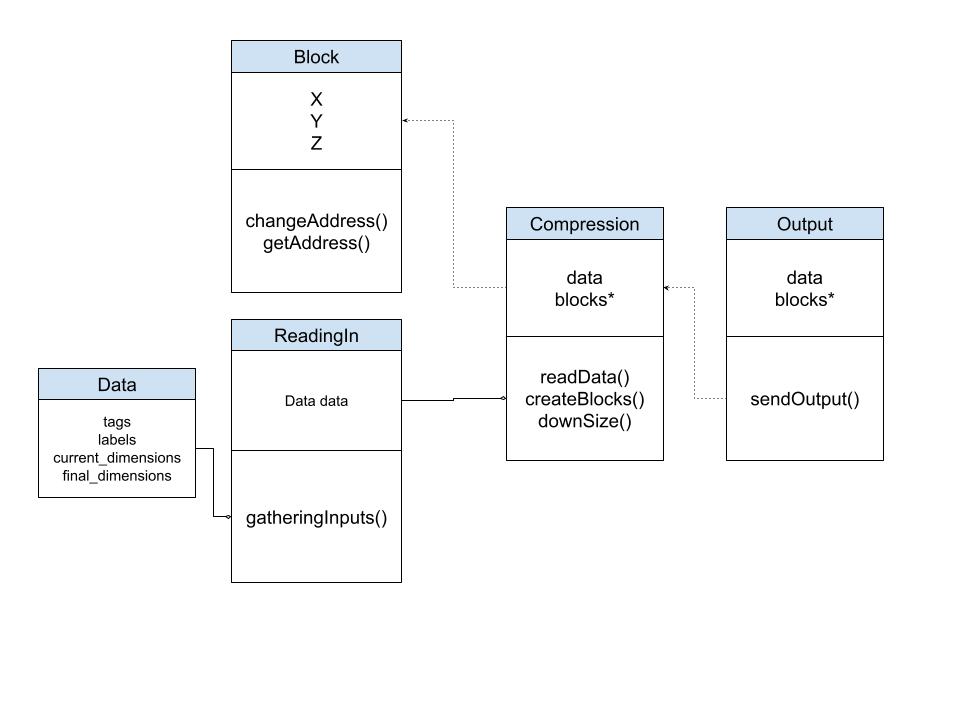 Block
X
Y
Z
changeAddress()
getAddress()
ReadingIn
Data data
gatheringInputs()
Data
tags
labels
current_dimensions
final_dimensions
Compression
data
blocks*
readData()
createBlocks()
downSize()
Output
data
blocks*
sendOutput()